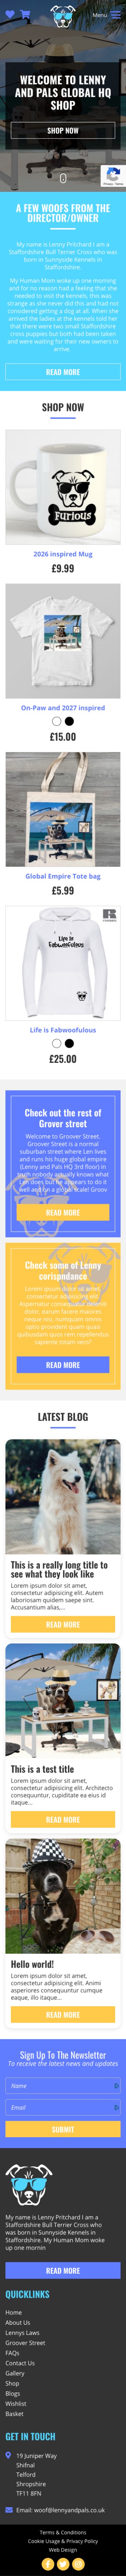 Menu
WELCOME TO LENNY
AND PALS GLOBAL HQ
SHOP
SHOP NOW
Privacy - Terms
A FEW WOOFS FROM THE
DIRECTOR/OWNER
My name is Lenny Pritchard I am a
Staffordshire Bull Terrier Cross who was
born in Sunnyside Kennels in
Staffordshire.
My Human Mom woke up one morning
and for no reason had a feeling that she
needed to visit the kennels, this was
strange as she never did this and had not
considered getting a dog at all. When she
arrived the ladies at the kennels told her
that there were two small Staffordshire
cross puppies but both had been taken
and were waiting for their new owners to
arrive.
READ MORE
SHOP NOW
Furious
2026 inspired Mug
£9.99
On-Paw and 2027 inspired
£15.00
Global Empire Tote bag
£5.99
Life is
Fabwoofulous
Life is Fabwoofulous
£25.00
Check out the rest of
Grover street
Welcome to Groover Street.
Groover Street is a normal
suburban street where Len lives
and runs his huge global empire
(Lenny and Pals HQ 3rd floor) in
truth nobody actually knows what
Len does, but he appears to do it
well and on a global scale! Groov
READ MORE
Check some of Lenny
corispndance
Lorem ipsum dolor sit amet,
consectetur adipisicing elit.
Aspernatur consequatur deleniti
dolor, earum facere maiores
neque nisi, numquam omnis
optio provident quam quasi
quibusdam quos rem repellendus
sapiente totam veniam?
READ MORE
LATEST BLOG
This is a really long title to
see what they look like
Lorem ipsum dolor sit amet,
consectetur adipisicing elit. Autem
laboriosam quidem saepe sint.
Accusantium alias,...
READ MORE
This is a test title
Lorem ipsum dolor sit amet,
consectetur adipisicing elit. Architecto
consequuntur, cupiditate ea eius id
itaque...
READ MORE
Hello world!
Lorem ipsum dolor sit amet,
consectetur adipisicing elit. Animi
asperiores consequuntur cumque
eaque, illo itaque...
READ MORE
Sign Up To The Newsletter
To receive the latest news and updates
Name
Email
SUBMIT
My name is Lenny Pritchard I am a
Staffordshire Bull Terrier Cross who
was born in Sunnyside Kennels in
Staffordshire. My Human Mom woke
up one mornin
READ MORE
QUICKLINKS
Home
About Us
Lennys Laws
Groover Street
FAQs
Contact Us
Gallery
Shop
Blogs
Wishlist
Basket
GET IN TOUCH
19 Juniper Way
Shifnal
Telford
Shropshire
TF11 8FN
Email: woof@lennyandpals.co.uk
Terms & Conditions
Cookie Usage & Privacy Policy
Web Design